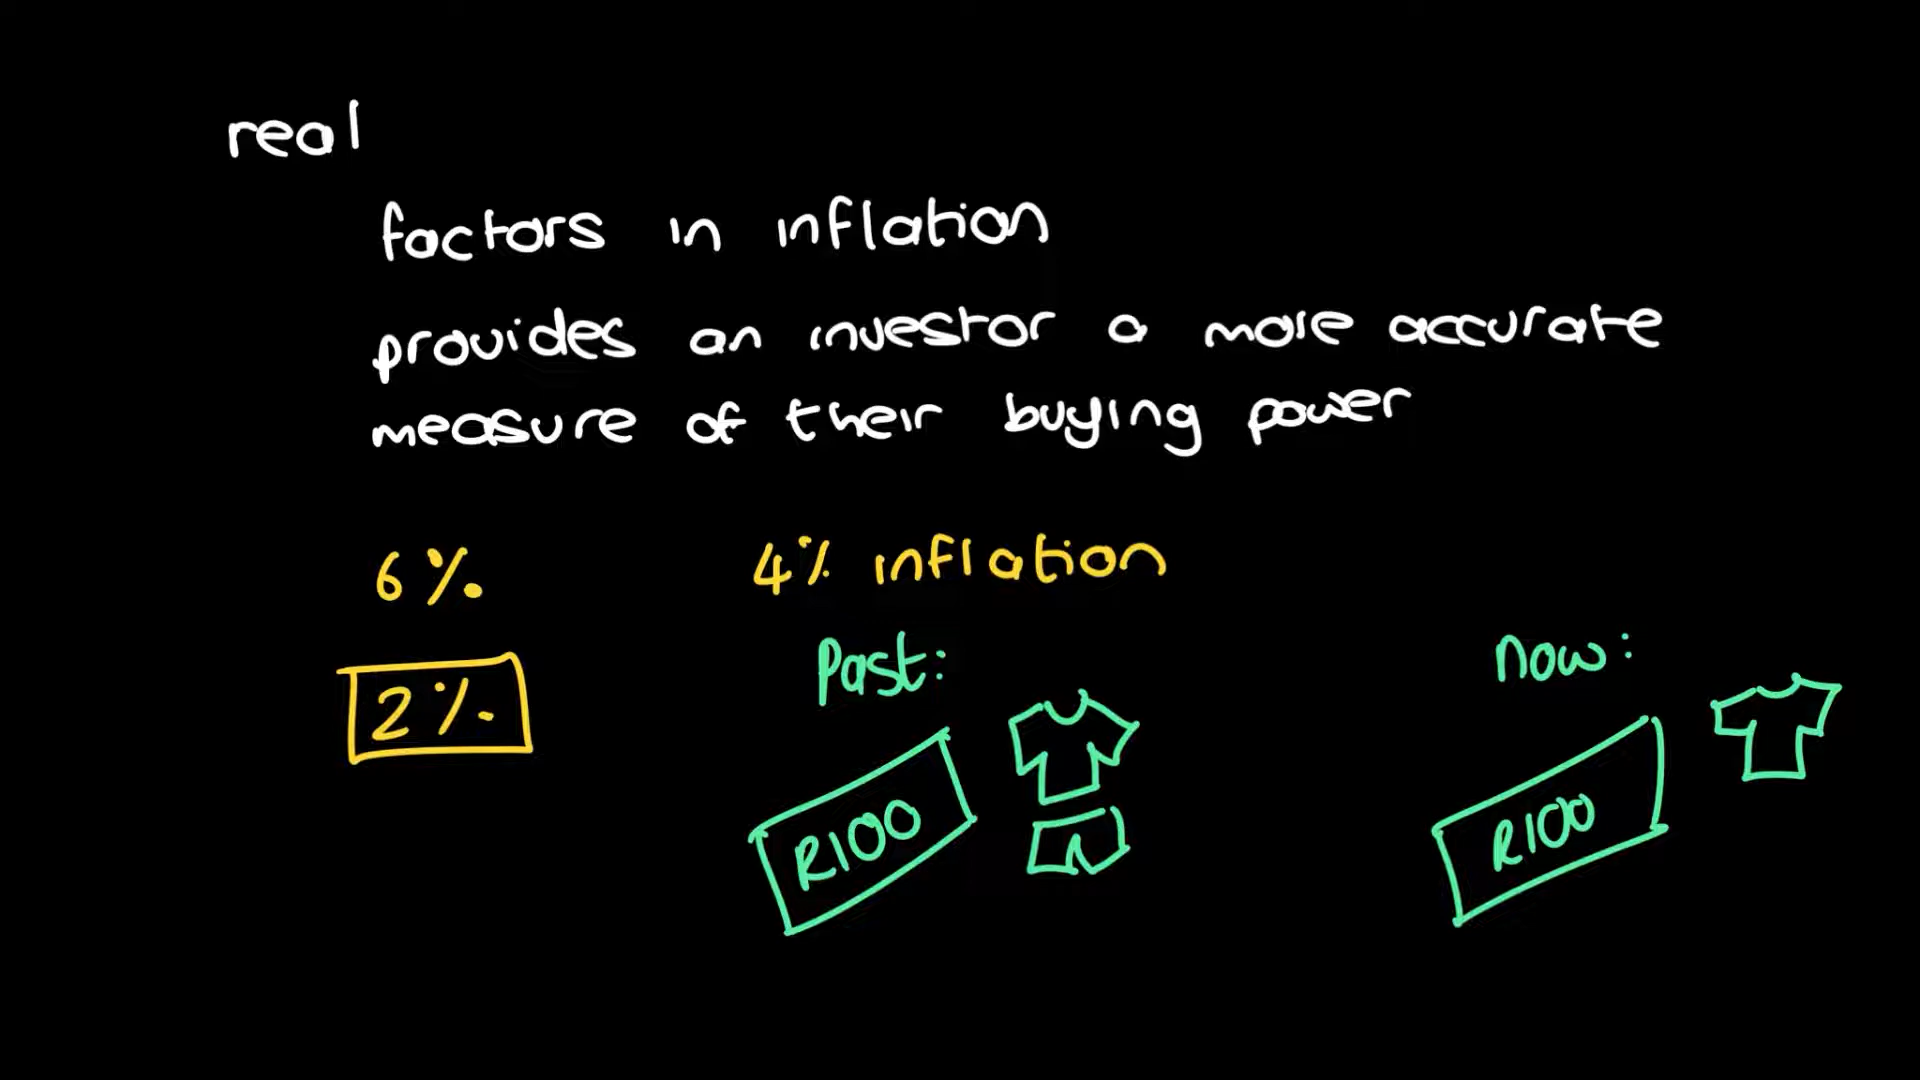 real
factors in inflation
provides an investor a more accurate
measure of their buying power
6% 4% inflation
2%
Past: now:
R100 R100